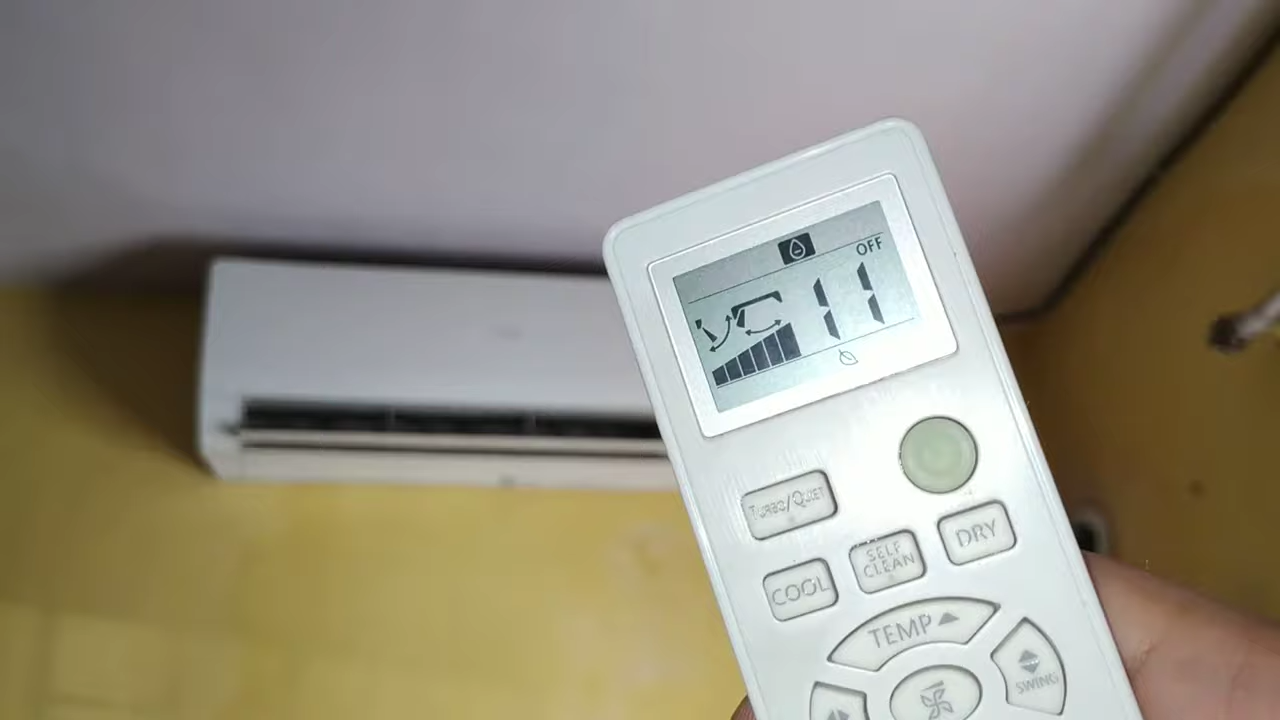 OFF
11
TURBO/QUIET
COOL
SELF
CLEAN
DRY
TEMP
SWING